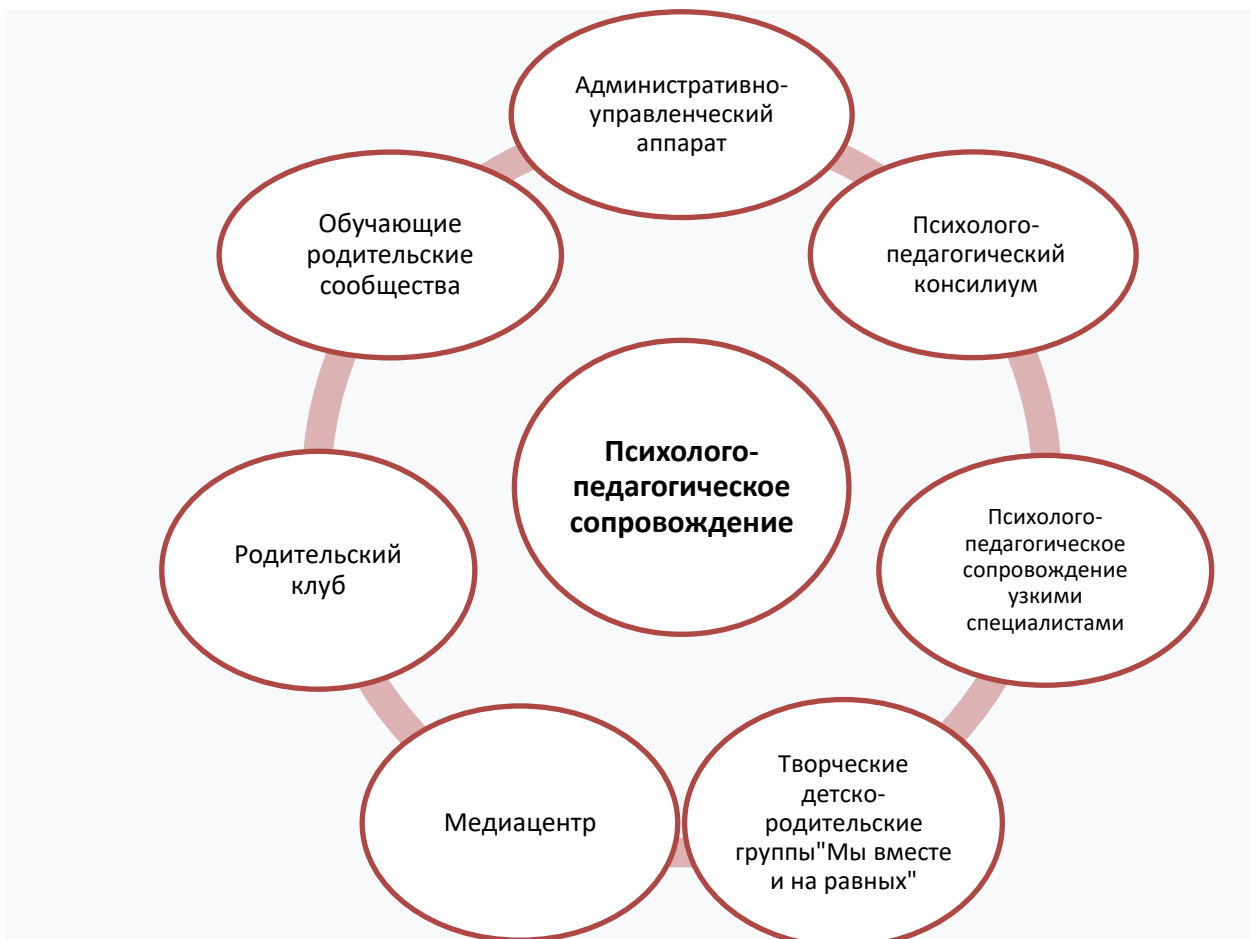 Административно-
управленческий
аппарат
Обучающие
родительские
сообщества
Психолого-
педагогический
консилиум
Психолого-
педагогическое
сопровождение
Психолого-
педагогическое
сопровождение
узкими
специалистами
Родительский
клуб
Медиацентр
Творческие
детско-
родительские
группы"Мы вместе
и на равных"